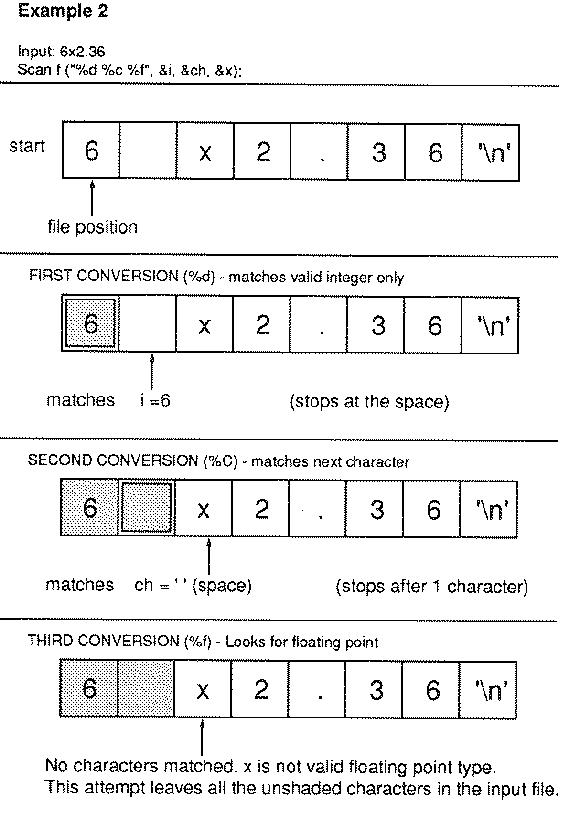 Example 2
Input: 6x2.36
Scan f ("%d %c %f", &i, &ch, &x);
start 6 x 2 . 3 6 '\n'
file position
FIRST CONVERSION (%d) - matches valid integer only
6 x 2 . 3 6 '\n'
matches i =6 (stops at the space)
SECOND CONVERSION (%C) - matches next character
6 x 2 . 3 6 '\n'
matches ch = ' ' (space) (stops after 1 character)
THIRD CONVERSION (%f) - Looks for floating point
6 x 2 . 3 6 '\n'
No characters matched. x is not valid floating point type.
This attempt leaves all the unshaded characters in the input file.